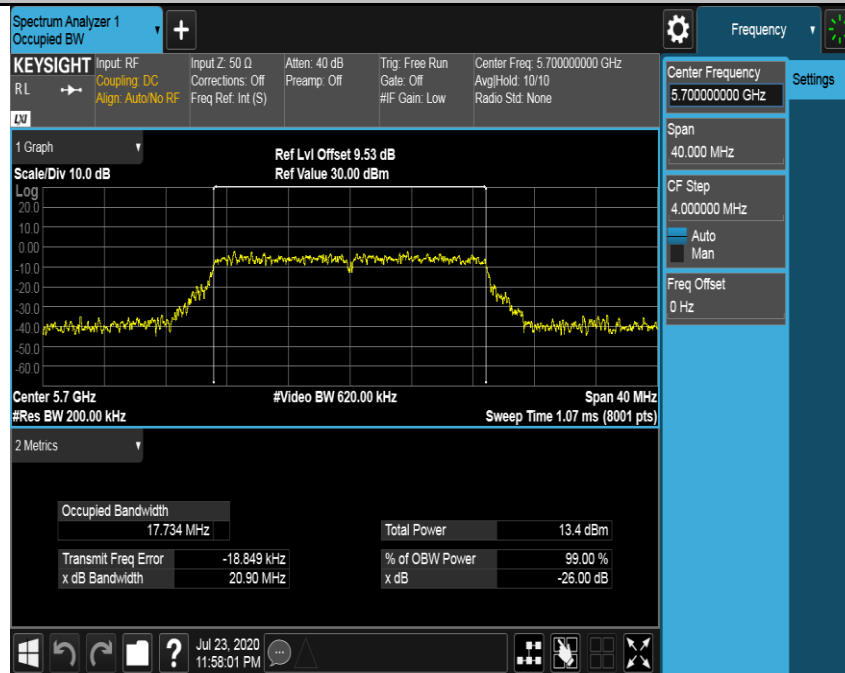 Spectrum Analyzer 1
Occupied BW
+
Frequency
KEYSIGHT
RL
LXI
Input: RF
Coupling: DC
Align: Auto/No RF
Input Z: 50 Ω
Corrections: Off
Freq Ref: Int (S)
Atten: 40 dB
Preamp: Off
Trig: Free Run
Gate: Off
#IF Gain: Low
Center Freq: 5.700000000 GHz
Avg|Hold: 10/10
Radio Std: None
Center Frequency
5.700000000 GHz
Settings
Span
40.000 MHz
CF Step
4.000000 MHz
Auto
Man
Freq Offset
0 Hz
1 Graph
Scale/Div 10.0 dB
Ref Lvl Offset 9.53 dB
Ref Value 30.00 dBm
Log
20.0
10.0
0.00
-10.0
-20.0
-30.0
-40.0
-50.0
-60.0
Center 5.7 GHz
#Video BW 620.00 kHz
Span 40 MHz
#Res BW 200.00 kHz
Sweep Time 1.07 ms (8001 pts)
2 Metrics
Occupied Bandwidth
17.734 MHz
Total Power 13.4 dBm
Transmit Freq Error -18.849 kHz
% of OBW Power 99.00 %
x dB Bandwidth 20.90 MHz
x dB -26.00 dB
?
Jul 23, 2020
11:58:01 PM